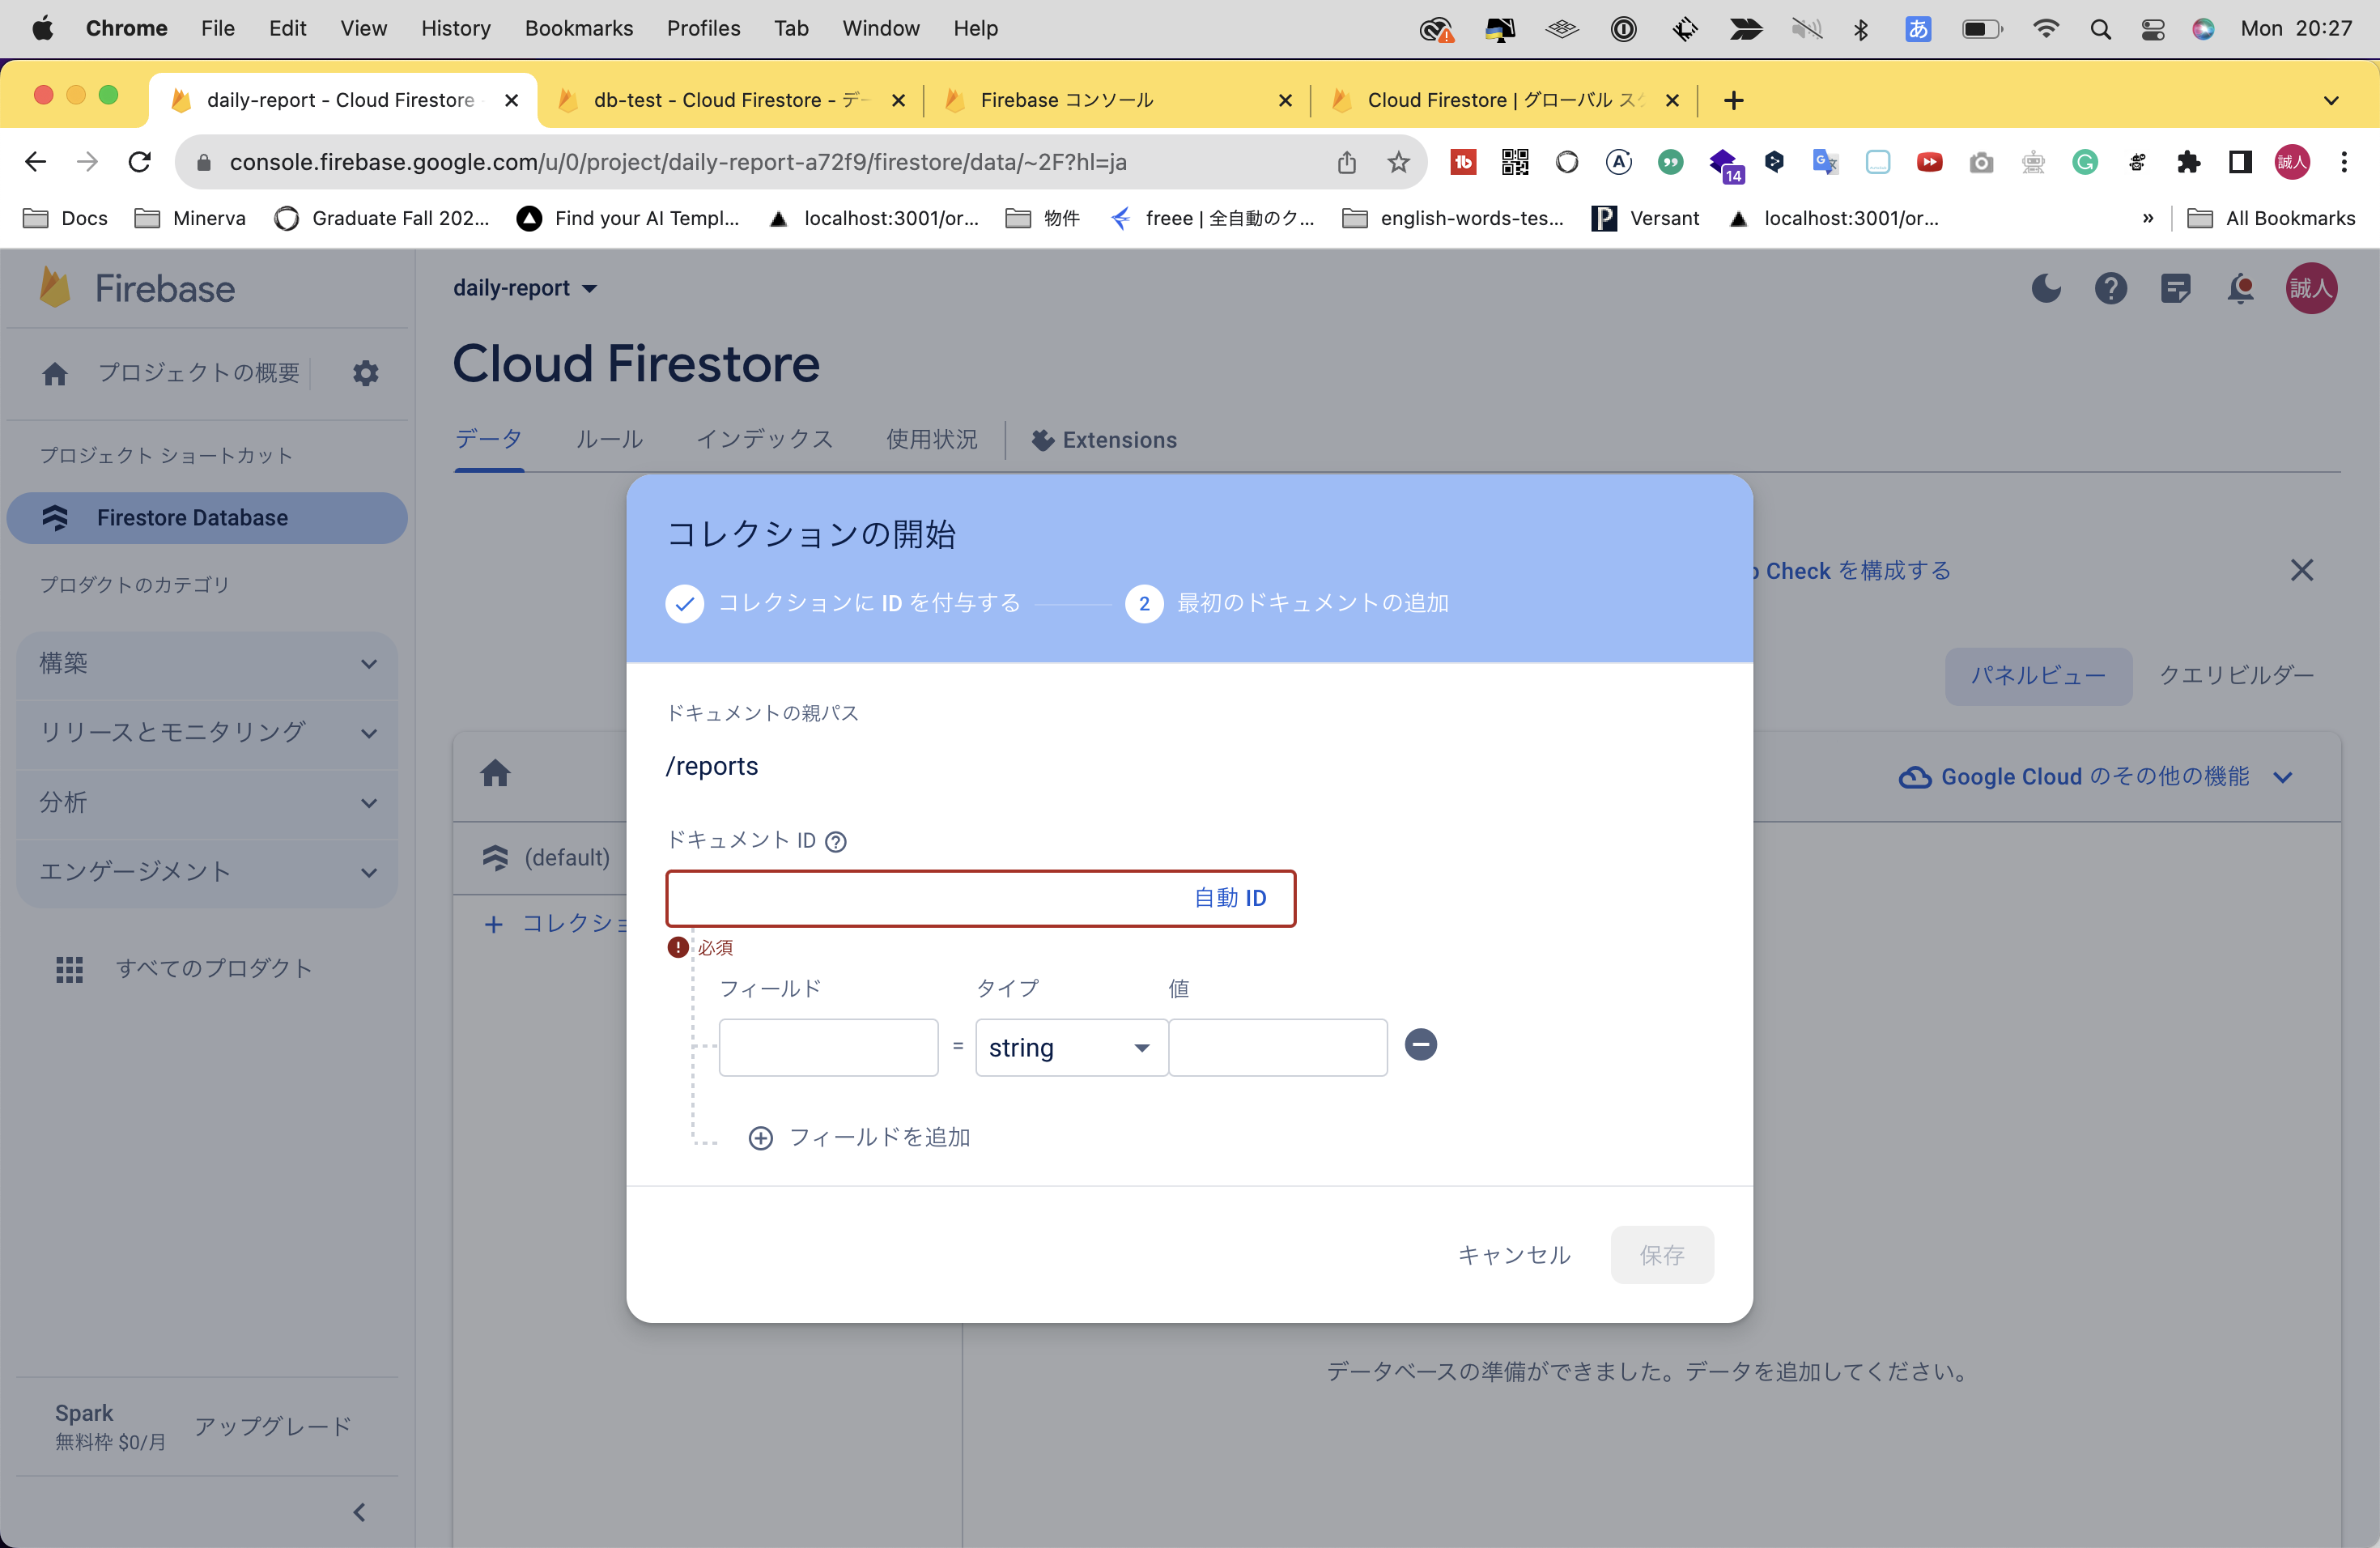 Chrome File Edit View History Bookmarks Profiles Tab Window Help あ Mon 20:27
daily-report - Cloud Firestore db-test - Cloud Firestore - デー Firebase コンソール Cloud Firestore | グローバル スケ
console.firebase.google.com/u/0/project/daily-report-a72f9/firestore/data/~2F?hl=ja 14 誠人
Docs Minerva Graduate Fall 202... Find your AI Templ... localhost:3001/or... 物件 freee | 全自動のク... english-words-tes... Versant localhost:3001/or... » All Bookmarks
Firebase
daily-report
誠人
プロジェクトの概要
Cloud Firestore
データ ルール インデックス 使用状況 Extensions
プロジェクト ショートカット
Firestore Database
プロダクトのカテゴリ
構築
リリースとモニタリング
分析
エンゲージメント
すべてのプロダクト
Spark
無料枠 $0/月
アップグレード
Check を構成する
パネルビュー クエリビルダー
Google Cloud のその他の機能
(default)
コレクショ
コレクションの開始
コレクションに ID を付与する 2 最初のドキュメントの追加
ドキュメントの親パス
/reports
ドキュメント ID
自動 ID
必須
フィールド タイプ 値
= string
フィールドを追加
キャンセル 保存
データベースの準備ができました。データを追加してください。